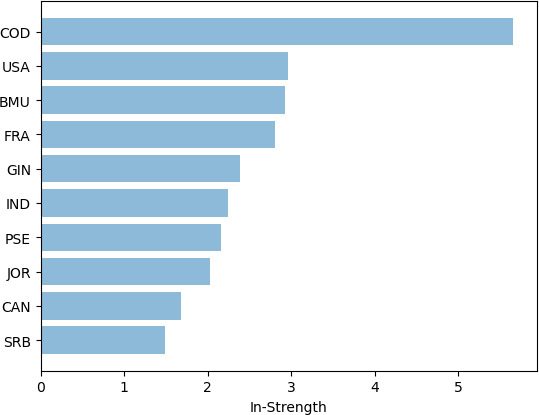 COD
USA
BMU
FRA
GIN
IND
PSE
JOR
CAN
SRB
0 1 2 3 4 5
In-Strength